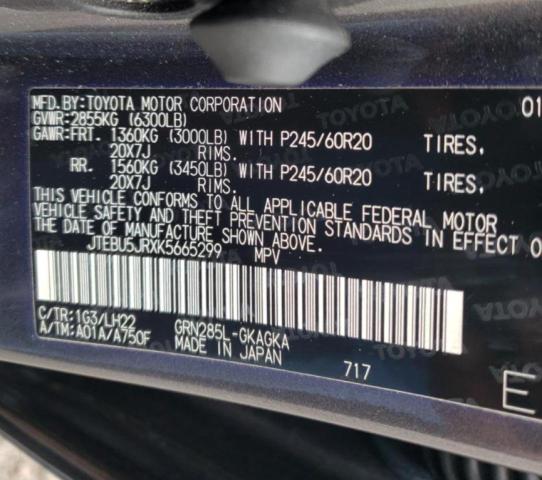 MFD.BY:TOYOTA MOTOR CORPORATION 01
GVWR:2855KG (6300LB)
GAWR:FRT. 1360KG (3000LB) WITH P245/60R20 TIRES,
20X7J RIMS.
RR. 1560KG (3450LB) WITH P245/60R20 TIRES,
20X7J RIMS.
THIS VEHICLE CONFORMS TO ALL APPLICABLE FEDERAL MOTOR
VEHICLE SAFETY AND THEFT PREVENTION STANDARDS IN EFFECT O
THE DATE OF MANUFACTURE SHOWN ABOVE.
JTEBU5JRXK5665299 MPV
C/TR:1G3/LH22 GRN285L-GKAGKA
A/TM:A01A/A750F MADE IN JAPAN
717
E